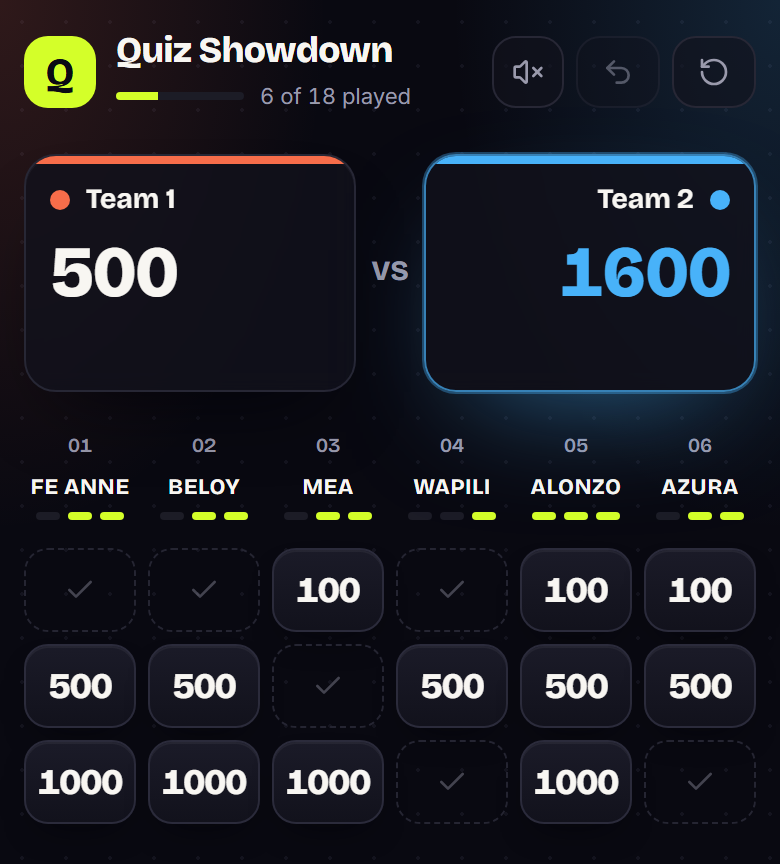 Q
Quiz Showdown
6 of 18 played
Team 1
500
VS
Team 2
1600
01 02 03 04 05 06
FE ANNE BELOY MEA WAPILI ALONZO AZURA
100 100 100
500 500 500 500 500
1000 1000 1000 1000